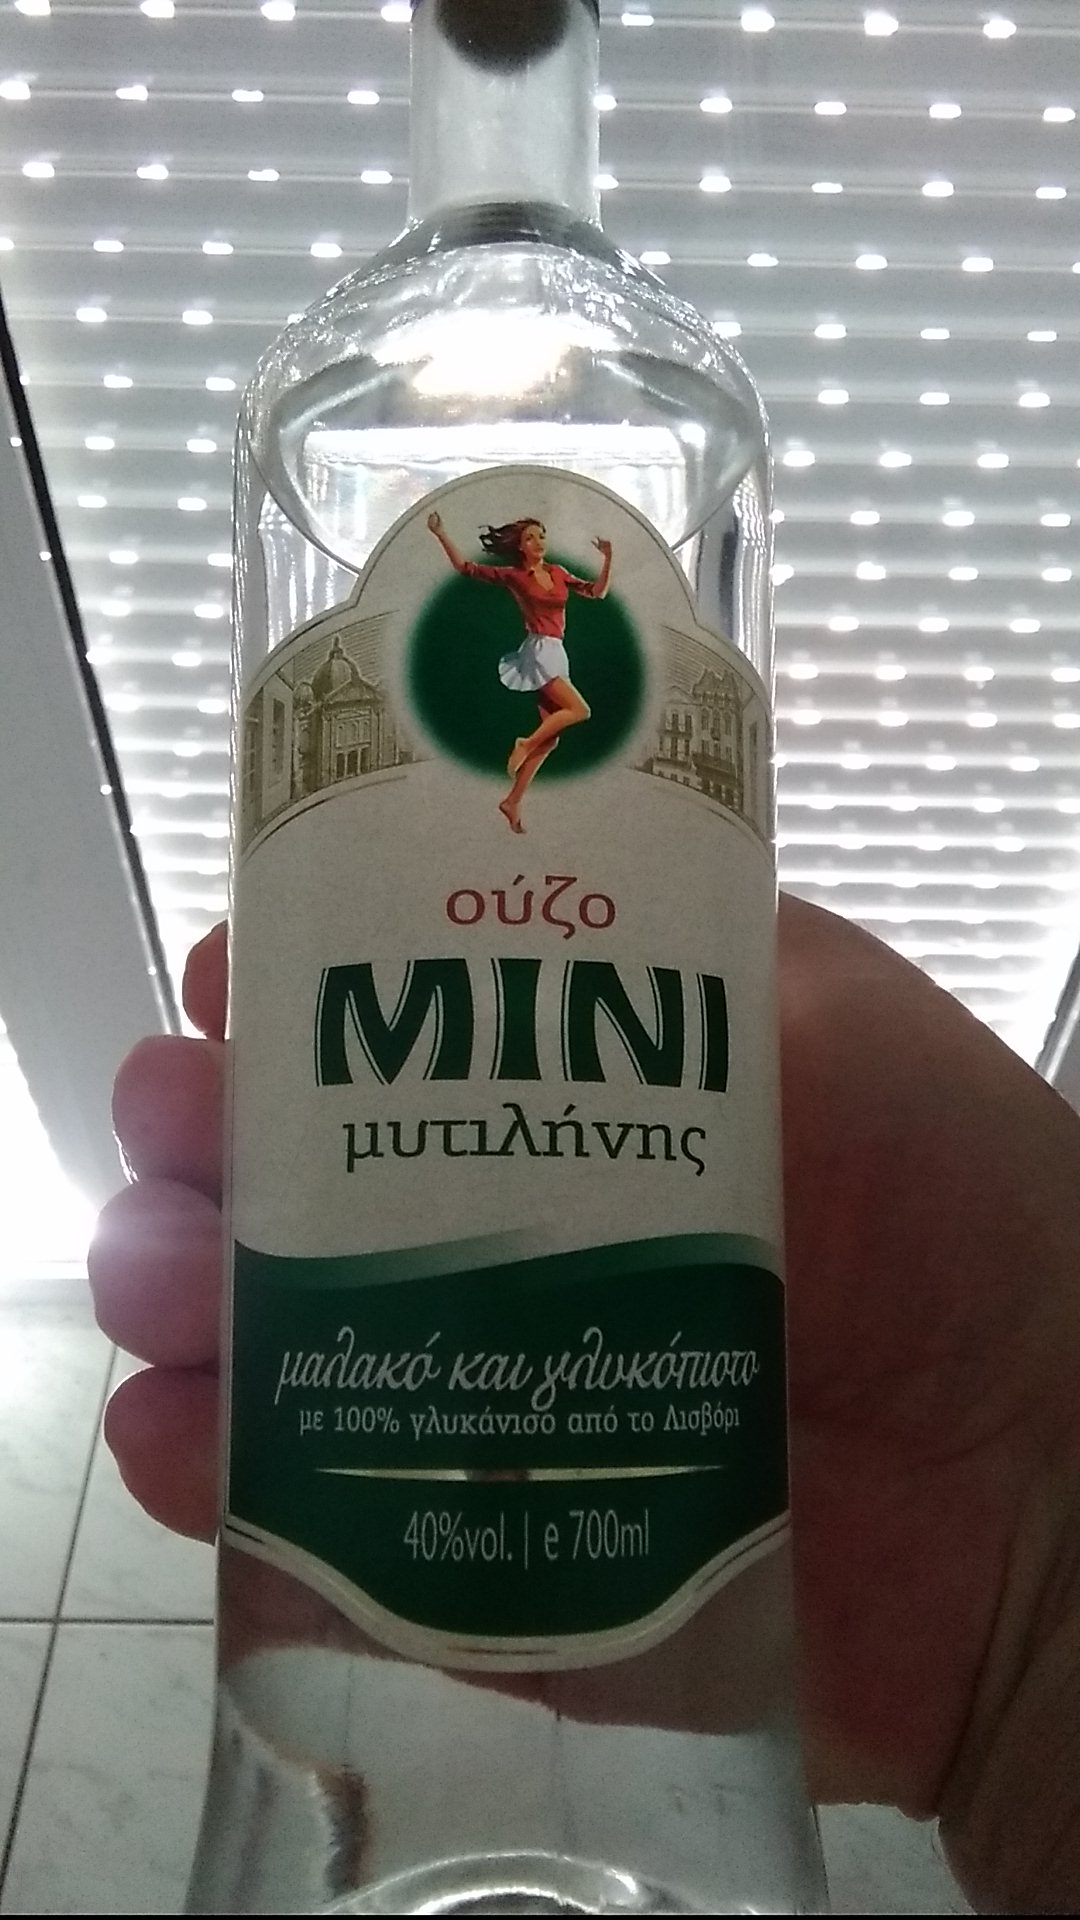 ούζο
MINI
μυτιλήνης
μαλακό και γλυκόπιοτο
με 100% γλυκάνισο από το Λισβόρι
40%vol. | e 700ml